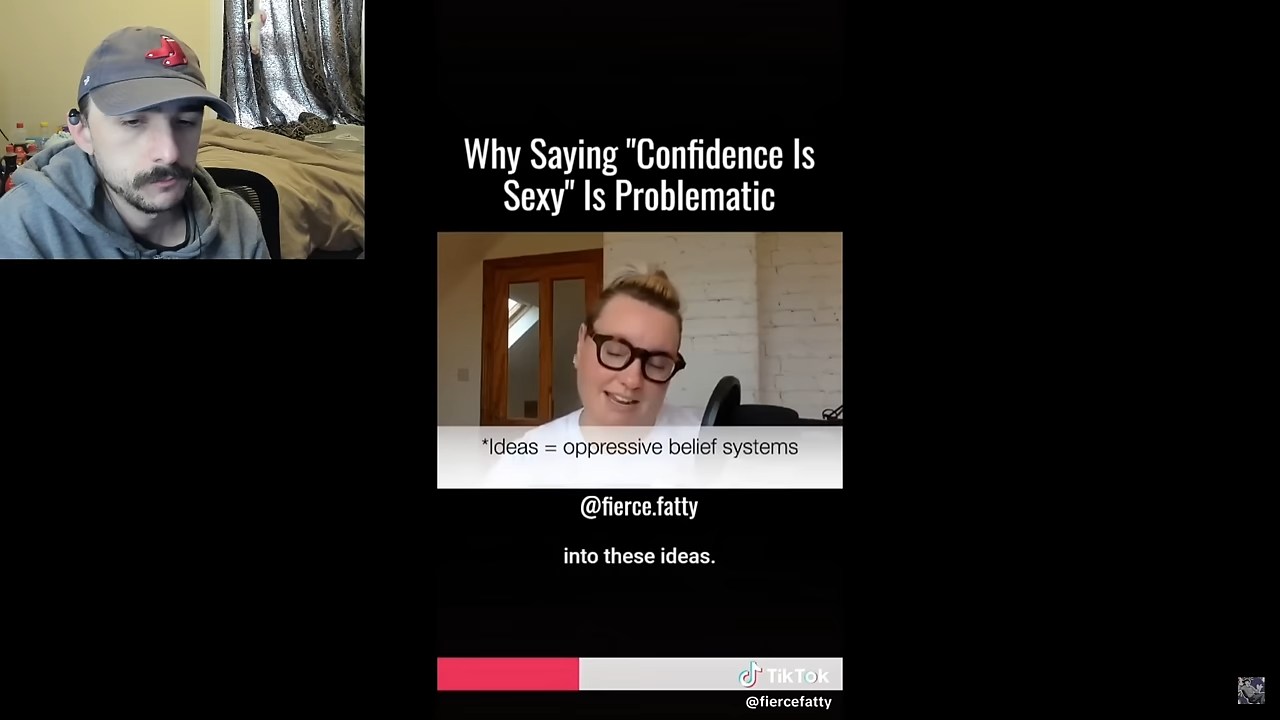 Why Saying "Confidence Is
Sexy" Is Problematic
*Ideas = oppressive belief systems
@fierce.fatty
into these ideas.
TikTok
@fiercefatty